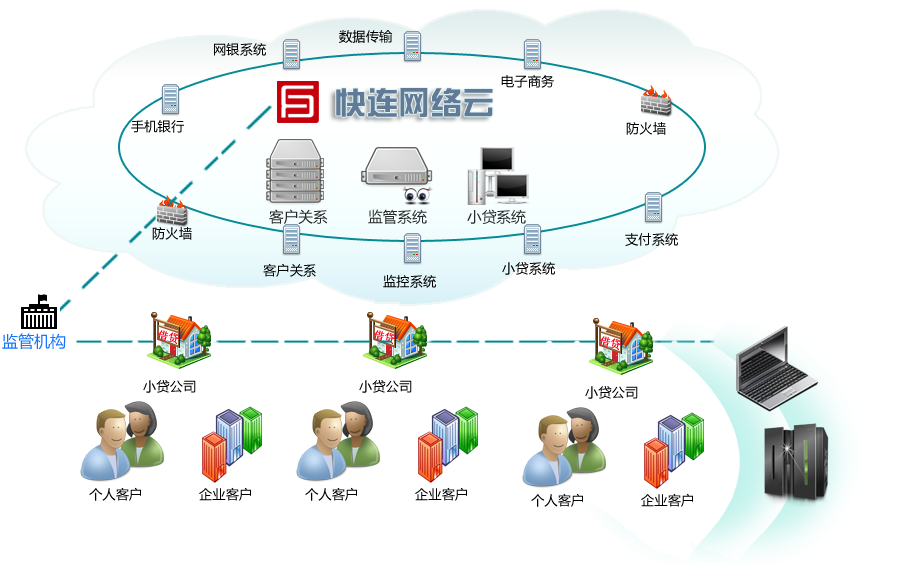 数据传输
网银系统
电子商务
快连网络云
手机银行
防火墙
客户关系
监管系统
小贷系统
防火墙
支付系统
客户关系
监控系统
小贷系统
监管机构
借贷
借贷
借贷
小贷公司
小贷公司
小贷公司
个人客户
企业客户
个人客户
企业客户
个人客户
企业客户